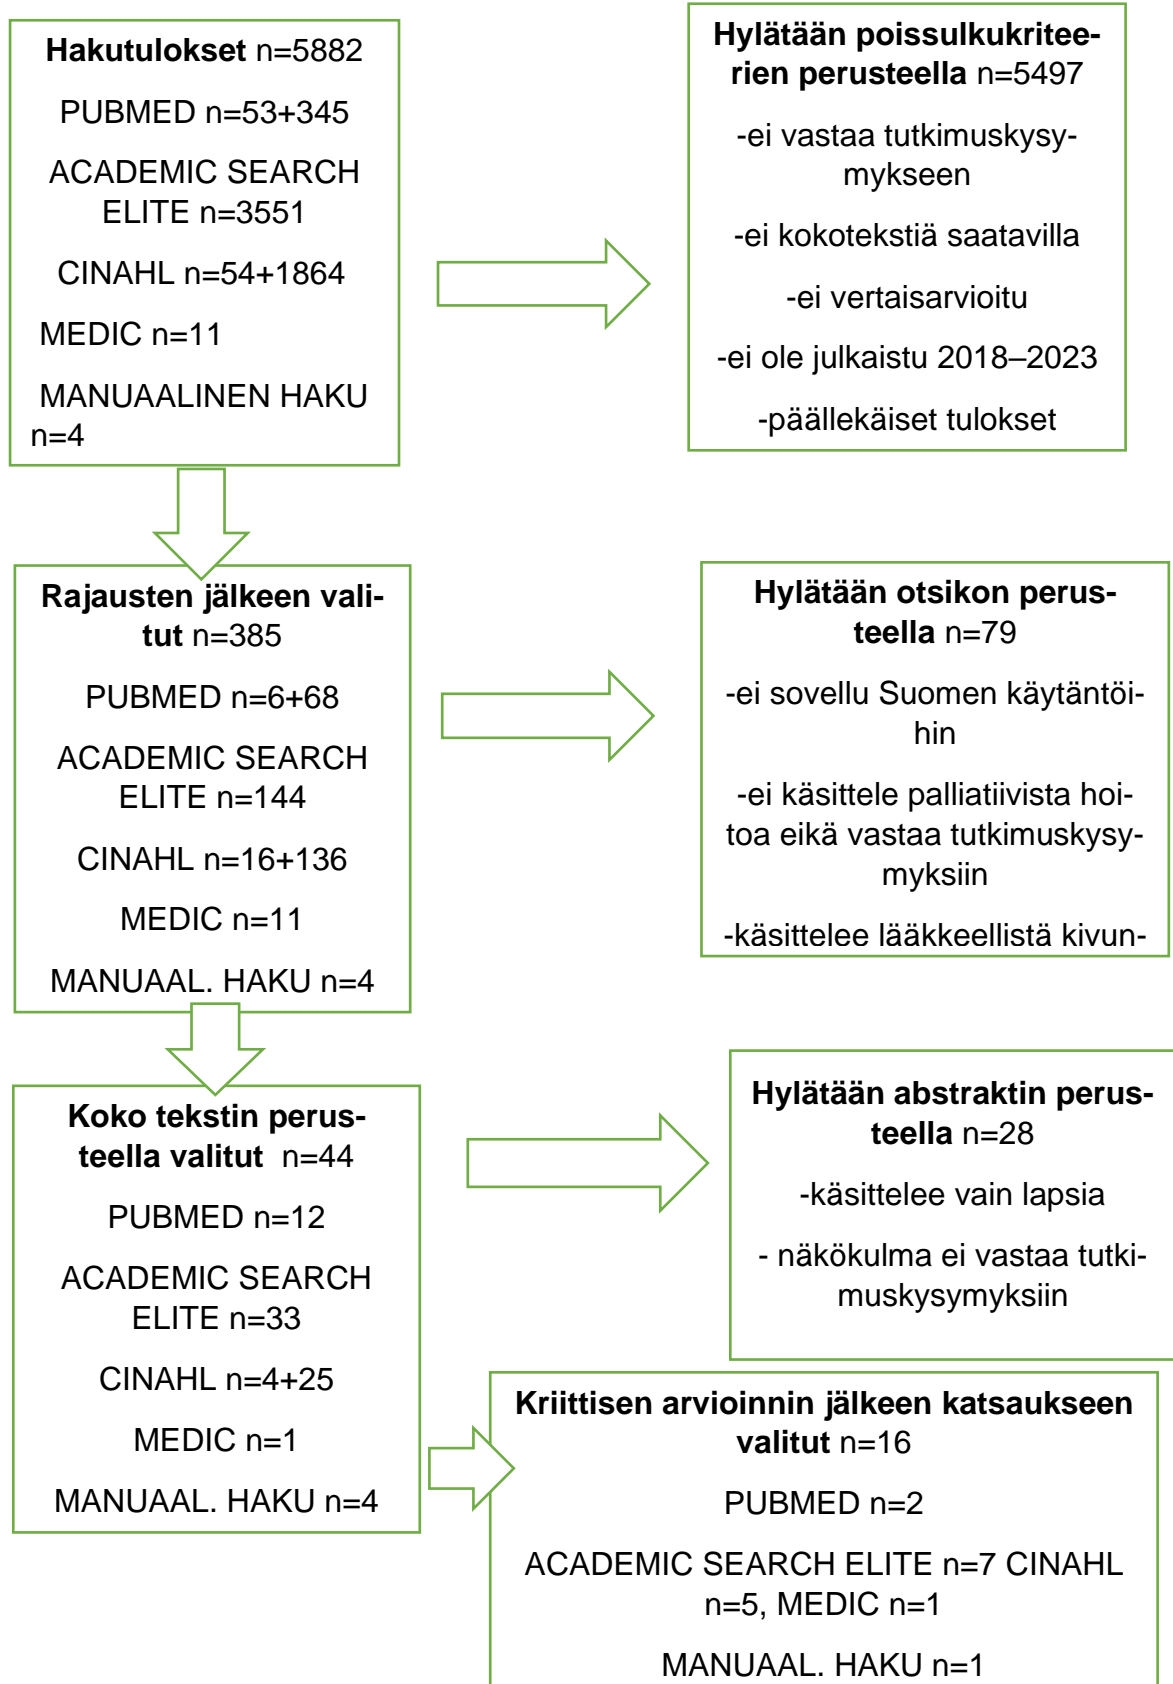 Hakutulokset n=5882
PUBMED n=53+345
ACADEMIC SEARCH
ELITE n=3551
CINAHL n=54+1864
MEDIC n=11
MANUAALINEN HAKU
n=4
Hylätään poissulkukritee-
rien perusteella n=5497
-ei vastaa tutkimuskysy-
mykseen
-ei kokotekstiä saatavilla
-ei vertaisarvioitu
-ei ole julkaistu 2018–2023
-päällekäiset tulokset
Rajausten jälkeen vali-
tut n=385
PUBMED n=6+68
ACADEMIC SEARCH
ELITE n=144
CINAHL n=16+136
MEDIC n=11
MANUAAL. HAKU n=4
Hylätään otsikon perus-
teella n=79
-ei sovellu Suomen käytäntöi-
hin
-ei käsittele palliatiivista hoi-
toa eikä vastaa tutkimuskysy-
myksiin
-käsittelee lääkkeellistä kivun-
Koko tekstin perus-
teella valitut n=44
PUBMED n=12
ACADEMIC SEARCH
ELITE n=33
CINAHL n=4+25
MEDIC n=1
MANUAAL. HAKU n=4
Hylätään abstraktin perus-
teella n=28
-käsittelee vain lapsia
- näkökulma ei vastaa tutki-
muskysymyksiin
Kriittisen arvioinnin jälkeen katsaukseen
valitut n=16
PUBMED n=2
ACADEMIC SEARCH ELITE n=7 CINAHL
n=5, MEDIC n=1
MANUAAL. HAKU n=1